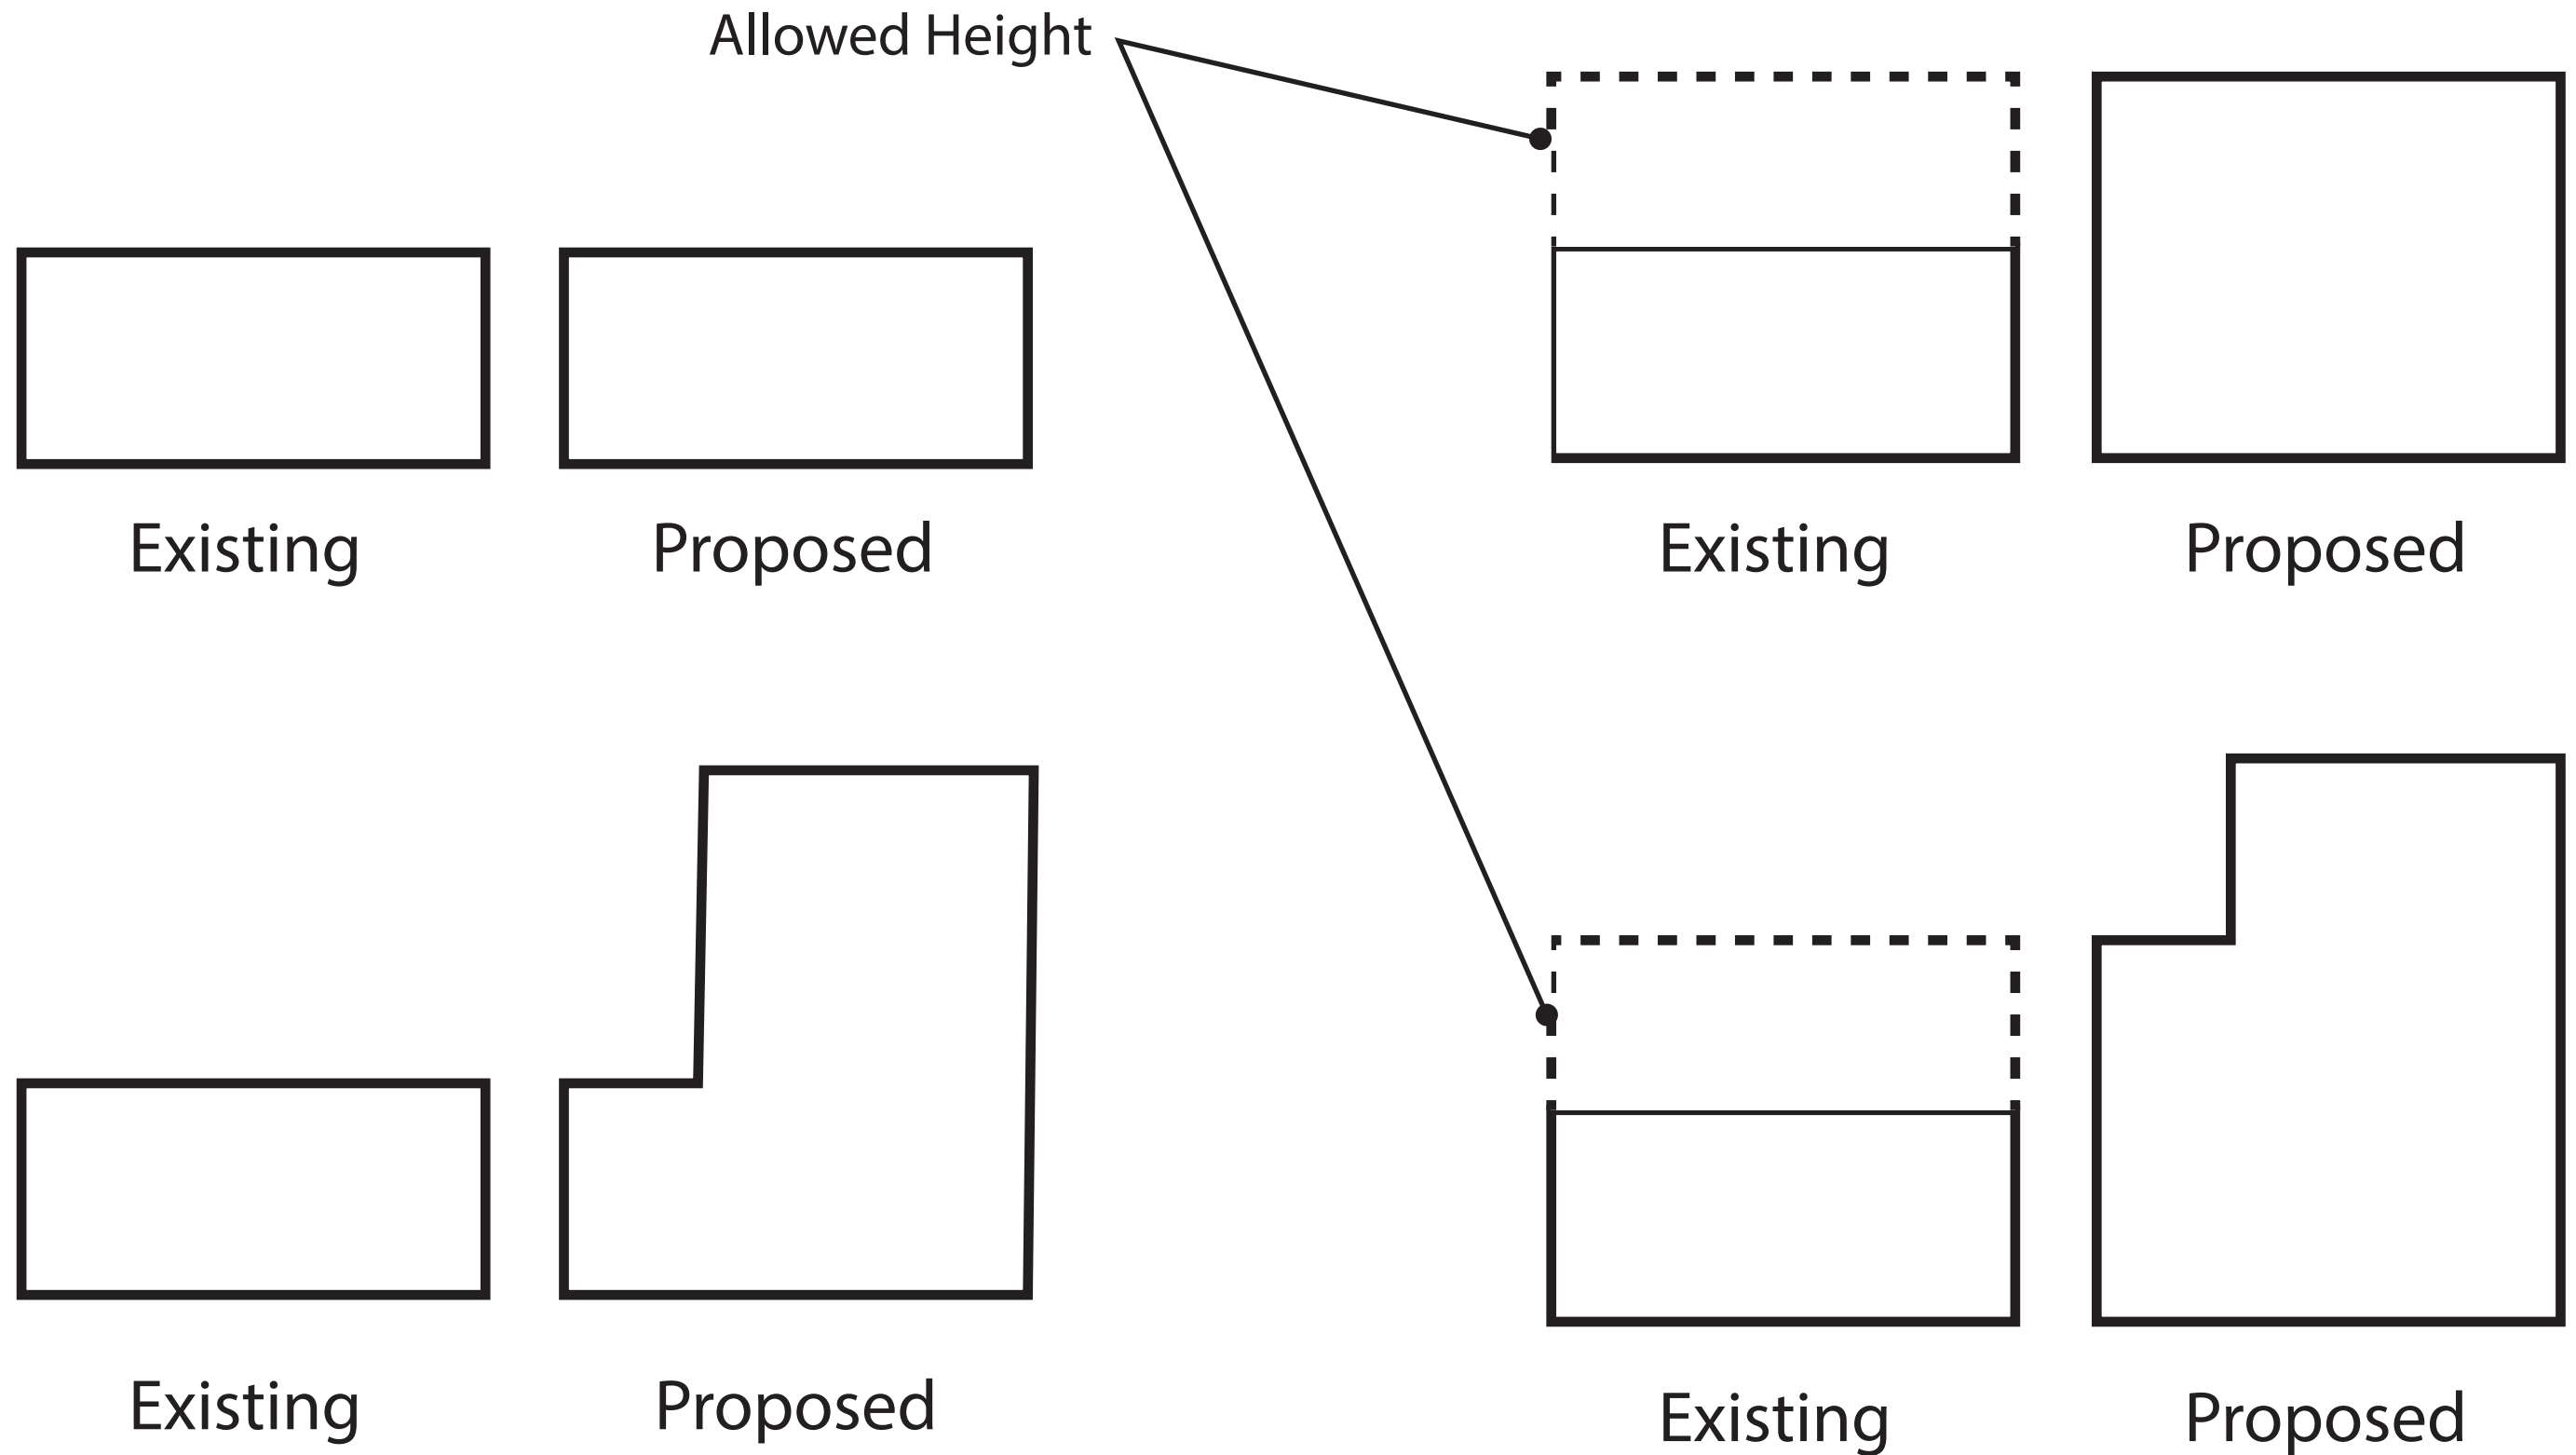 Allowed Height
Existing
Proposed
Existing
Proposed
Existing
Proposed
Existing
Proposed